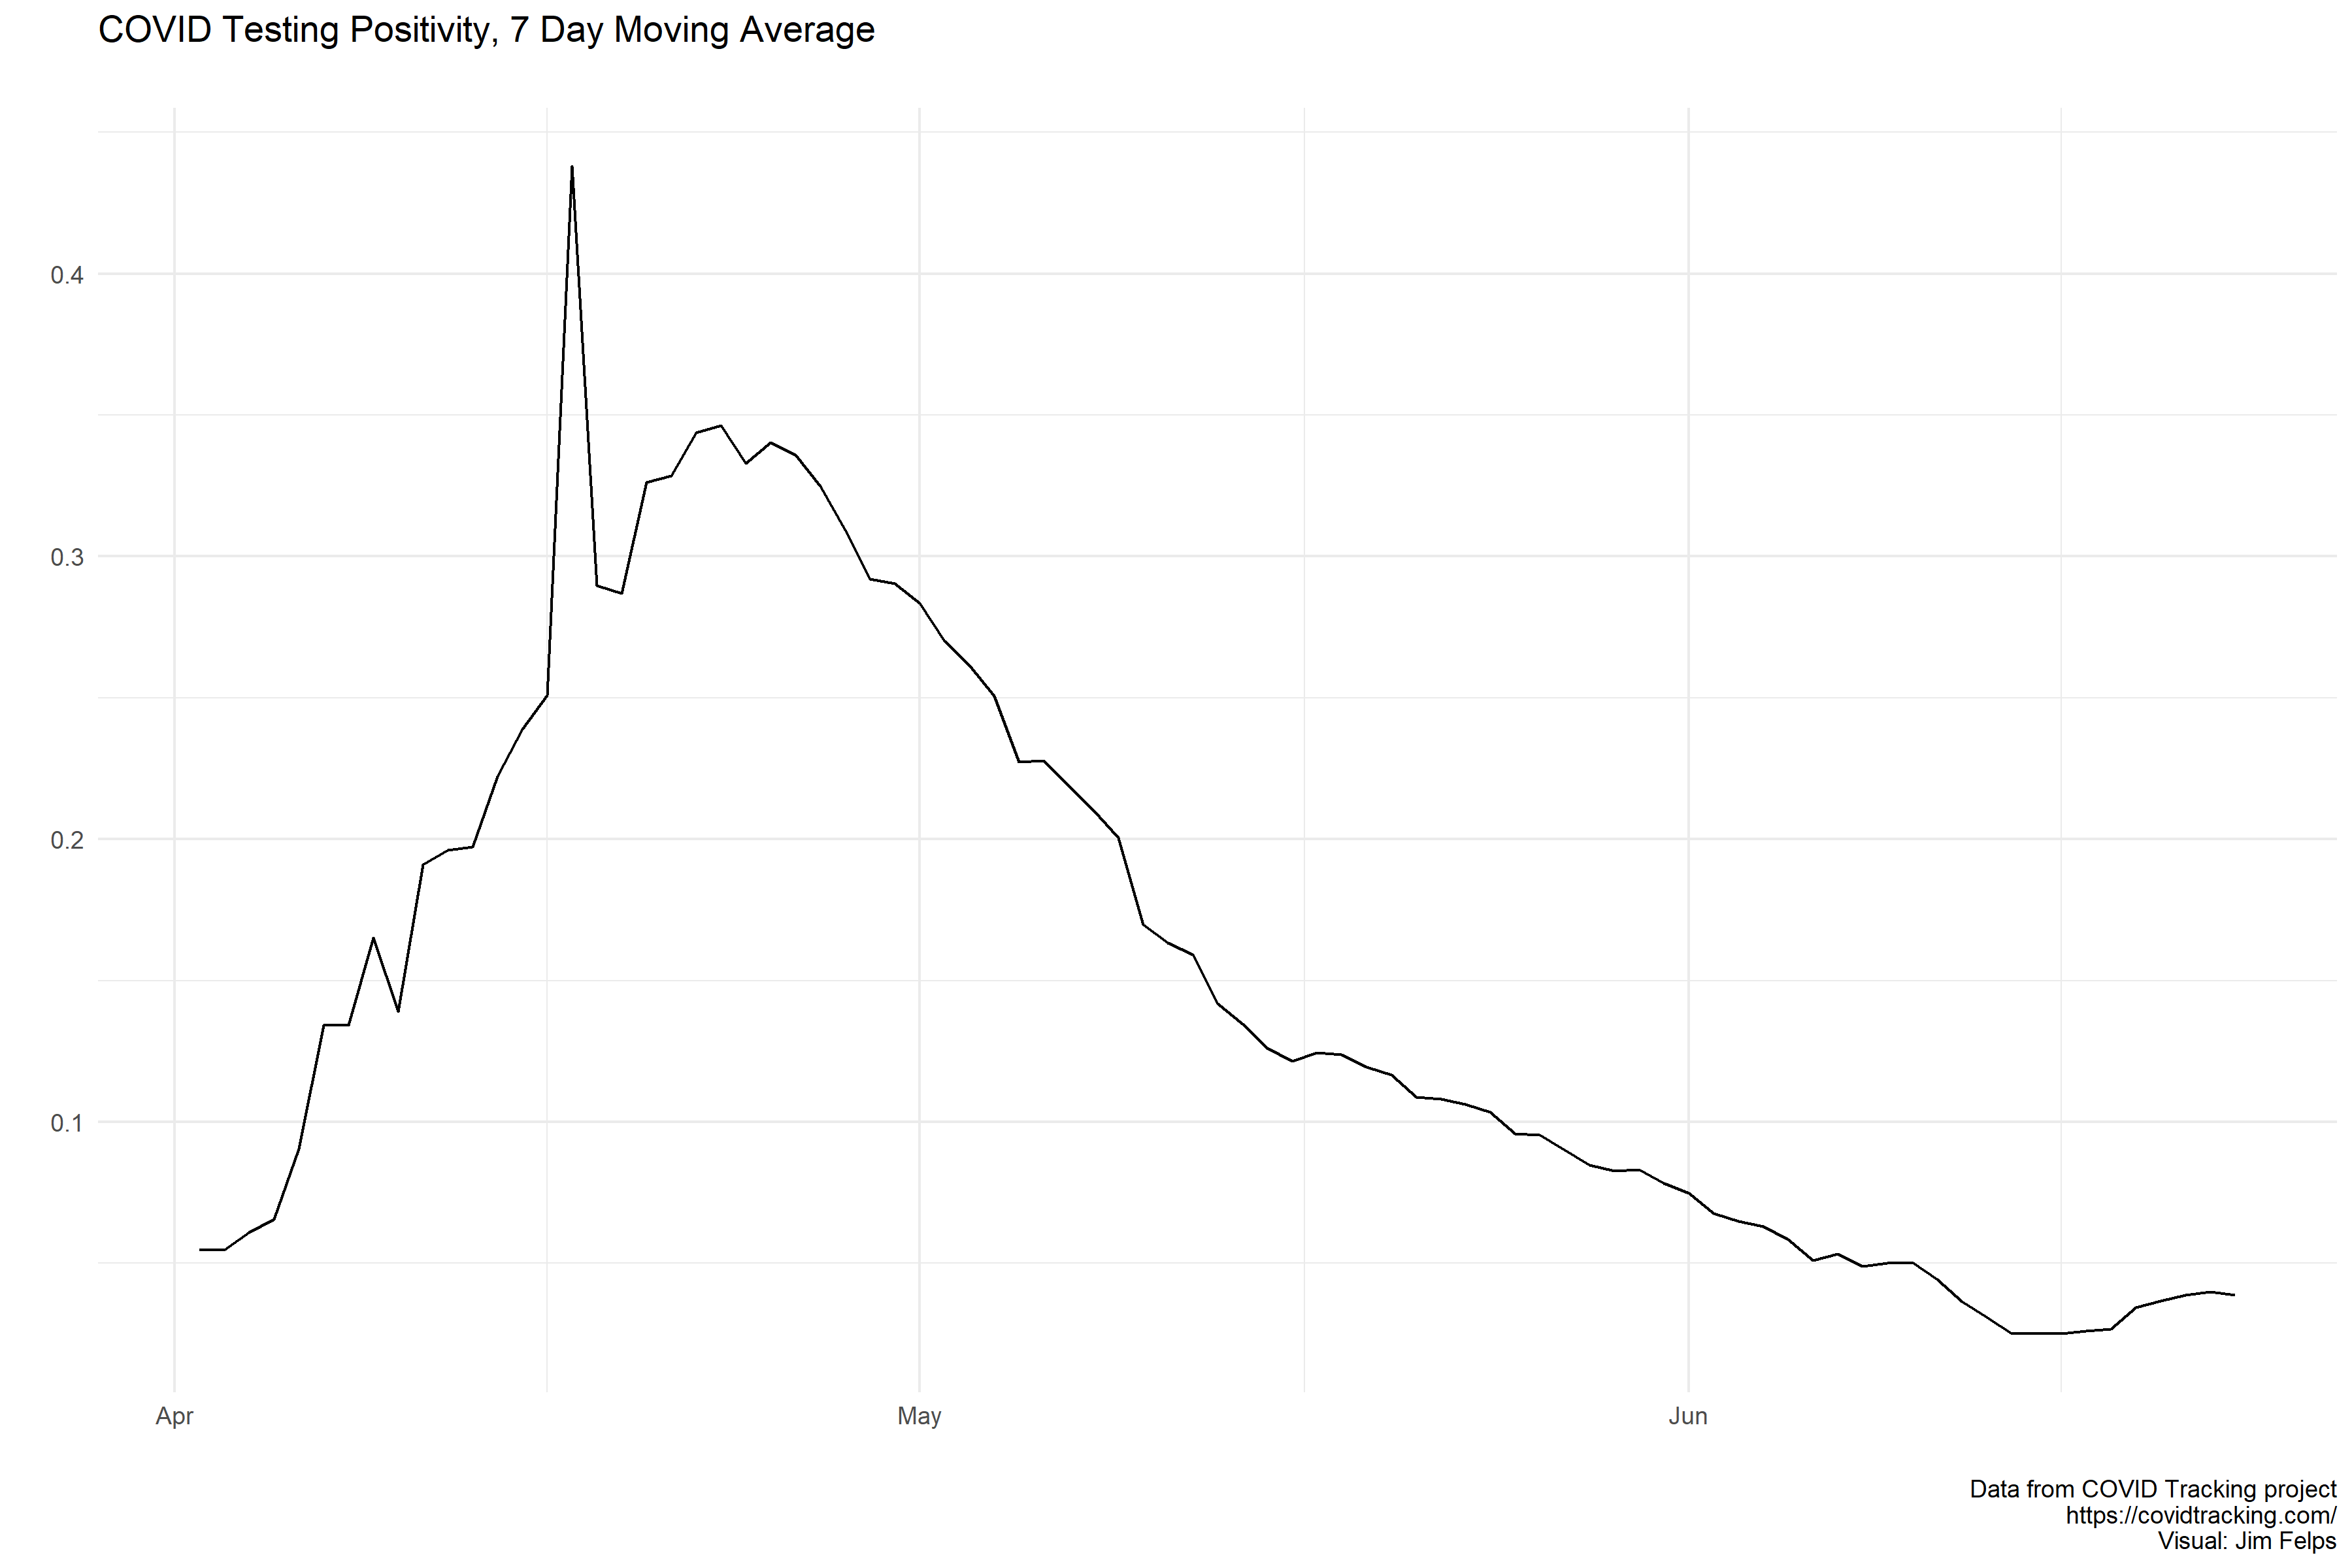 COVID Testing Positivity, 7 Day Moving Average
0.4
0.3
0.2
0.1
Apr May Jun
Data from COVID Tracking project
https://covidtracking.com/
Visual: Jim Felps